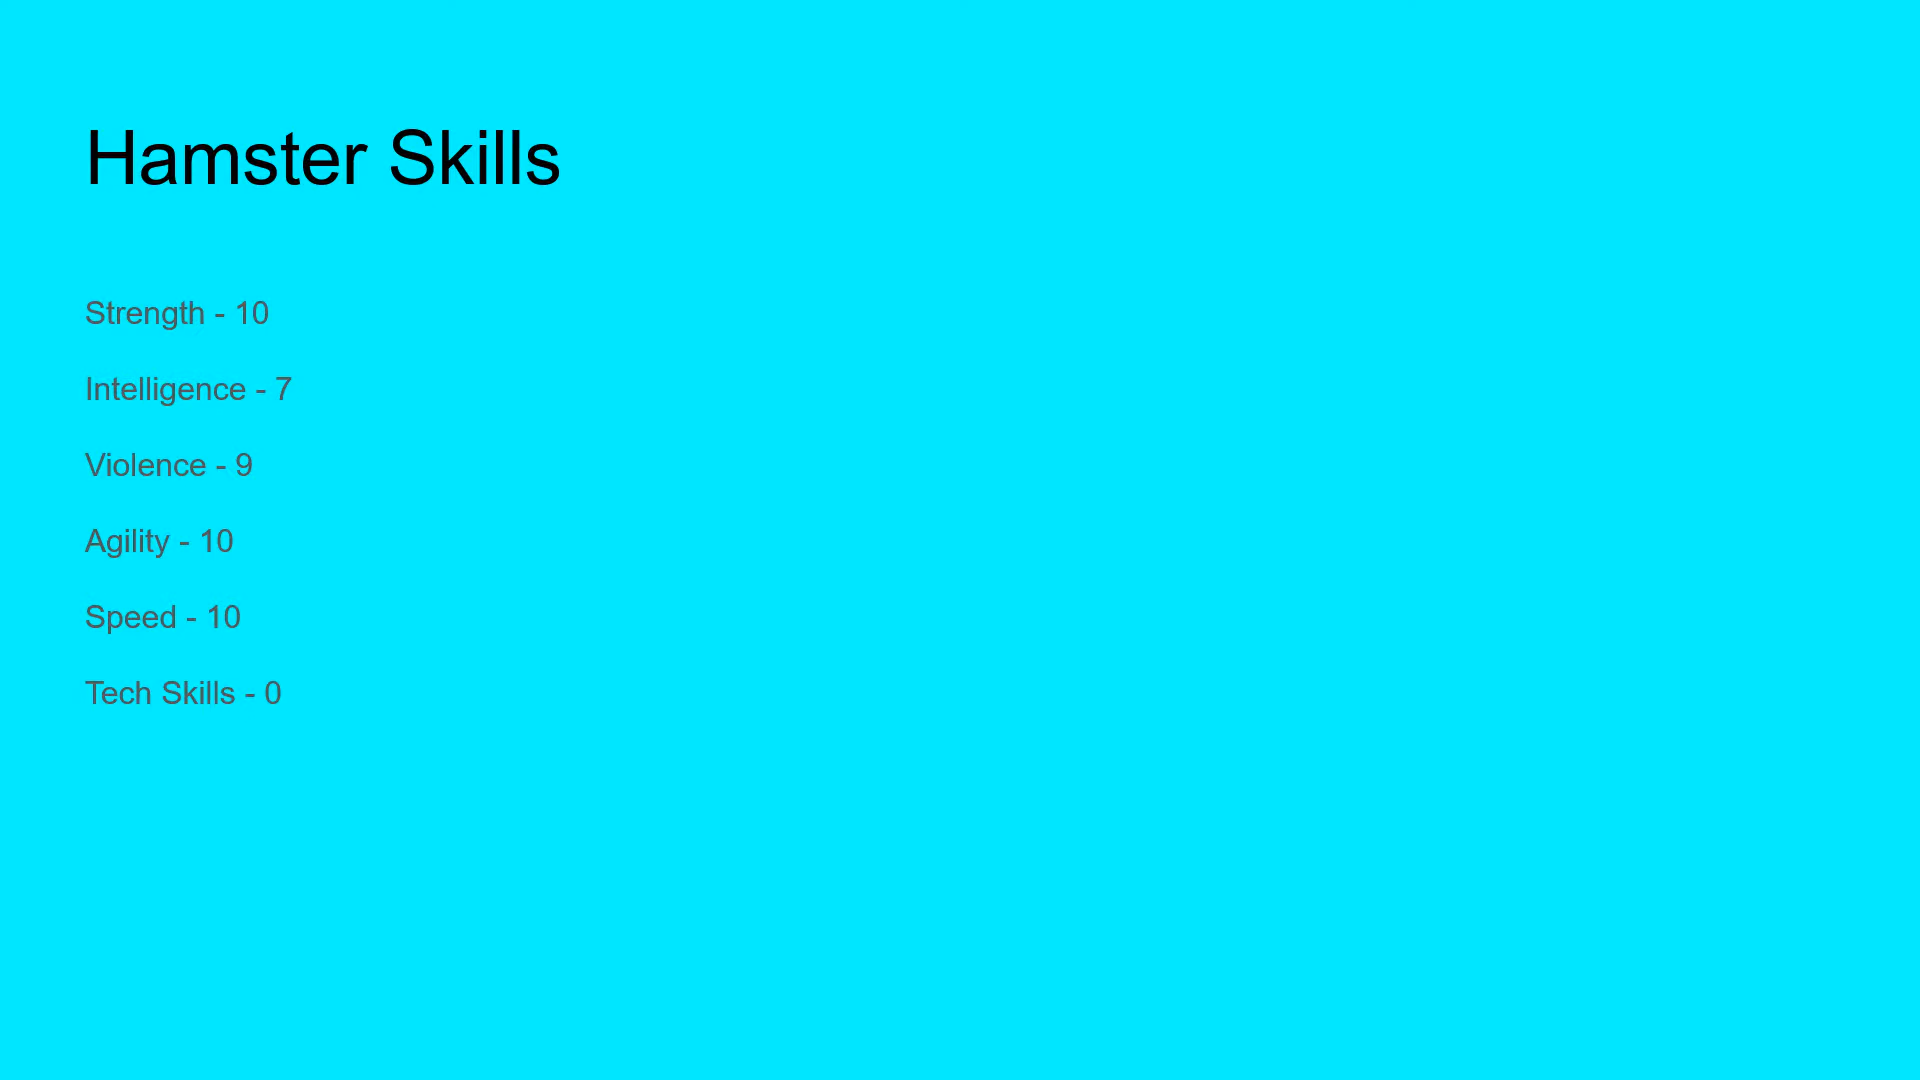 Hamster Skills
Strength - 10
Intelligence - 7
Violence - 9
Agility - 10
Speed - 10
Tech Skills - 0